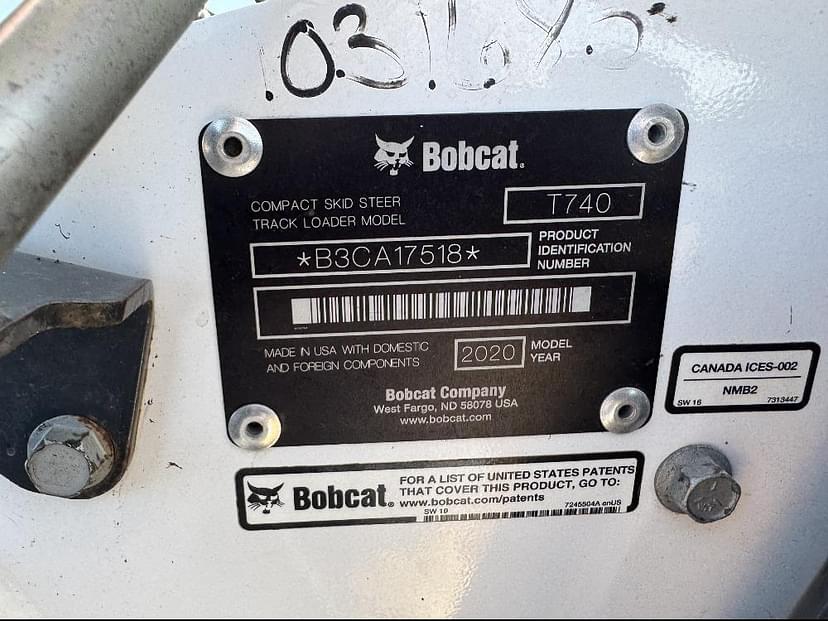 Bobcat®
COMPACT SKID STEER
TRACK LOADER MODEL
T740
*B3CA17518*
PRODUCT
IDENTIFICATION
NUMBER
MADE IN USA WITH DOMESTIC
AND FOREIGN COMPONENTS
2020
MODEL
YEAR
Bobcat Company
West Fargo, ND 58078 USA
www.bobcat.com
CANADA ICES-002
NMB2
SW 16
7313447
Bobcat®
FOR A LIST OF UNITED STATES PATENTS
THAT COVER THIS PRODUCT, GO TO:
www.bobcat.com/patents
SW 19
7245504A enUS